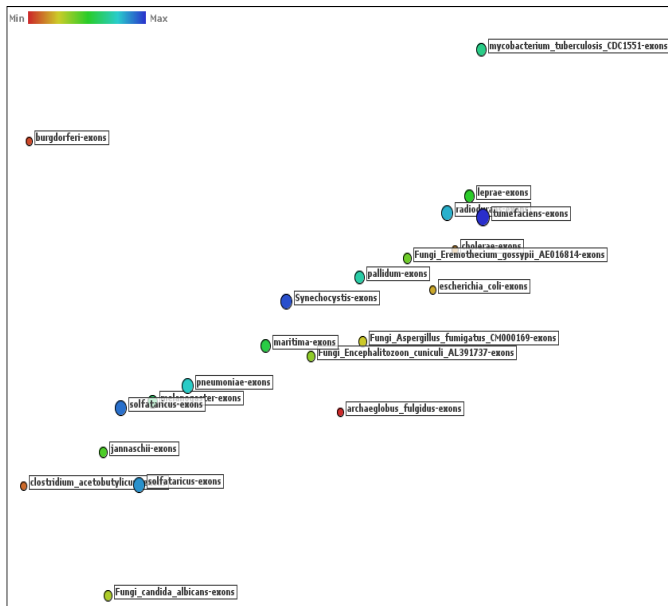 Min Max
mycobacterium_tuberculosis_CDC1551-exons
burgdorferi-exons
leprae-exons
tumefaciens-exons
cholerae-exons
Fungi_Eremothecium_gossypii_AE016814-exons
pallidum-exons
escherichia_coli-exons
Synechocystis-exons
maritima-exons
Fungi_Aspergillus_fumigatus_CM000169-exons
Fungi_Encephalitozoon_cuniculi_AL391737-exons
pneumoniae-exons
solfataricus-exons
archaeglobus_fulgidus-exons
jannaschii-exons
solfataricus-exons
Fungi_candida_albicans-exons